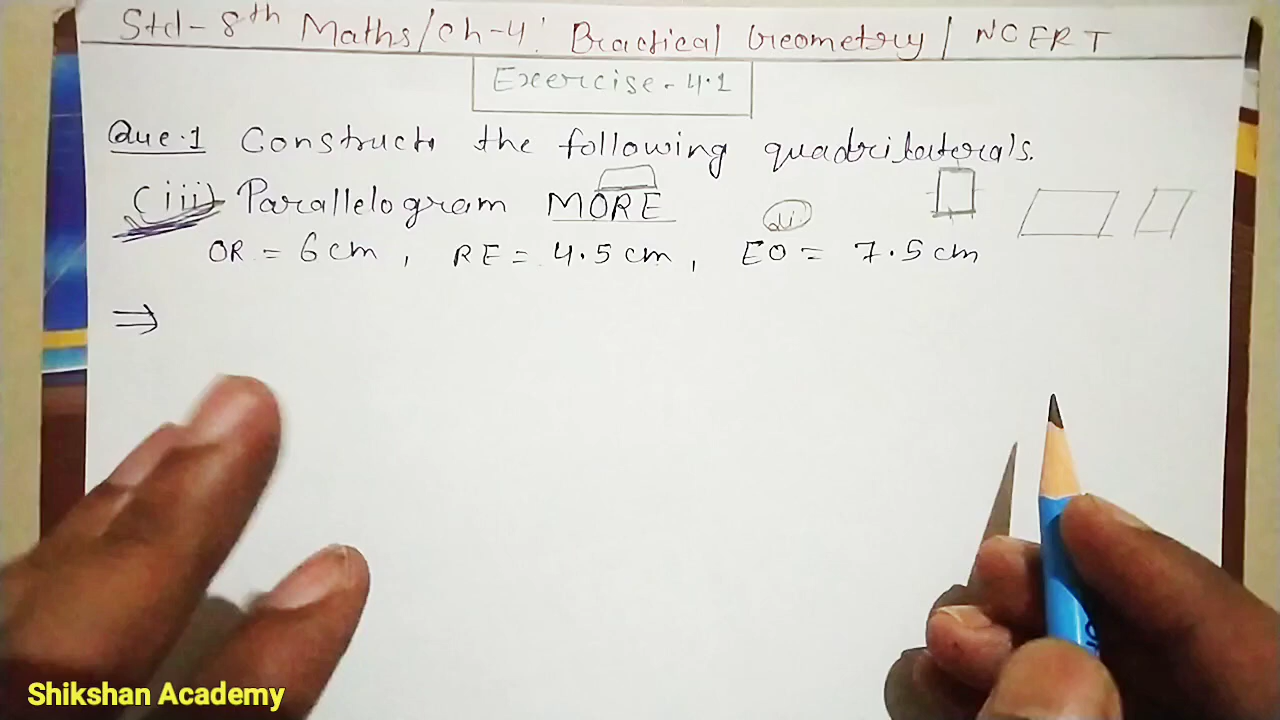 Std-8th Maths/Ch-4: Practical Geometry/NCERT
Exercise-4.1
Que.1 Construct the following quadrilaterals.
(iii) Parallelogram MORE
OR = 6 cm, RE = 4.5 cm, EO = 7.5 cm
⇒
Shikshan Academy